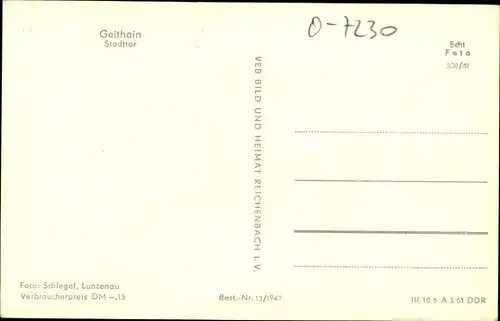 Geithain
Stadttor
O-7230
Echt
Foto
508/61
VEB BILD UND HEIMAT REICHENBACH I. V.
Foto: Schlegel, Lunzenau
Verbraucherpreis DM -.15
Best.-Nr. 13/1947
III 18 6 A 3/61 DDR